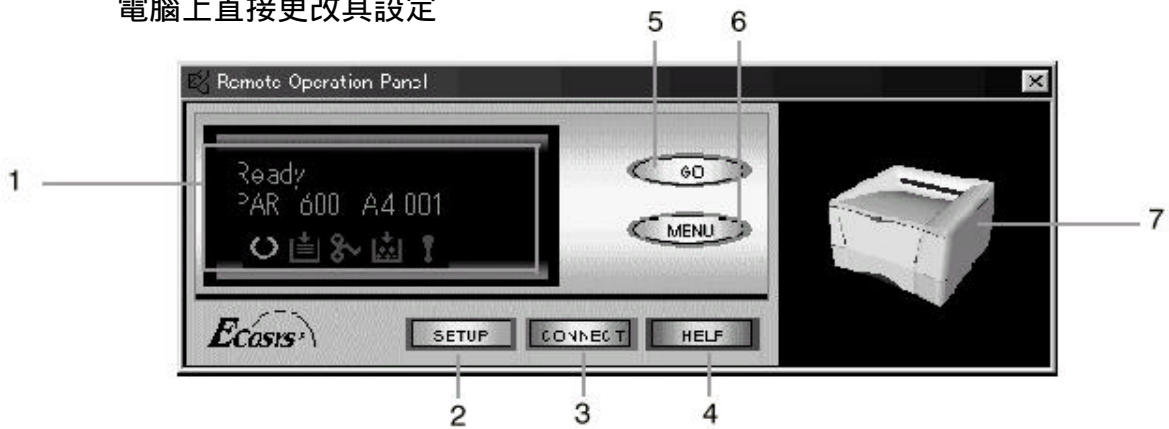 電腦上直接更改其設定
5 6
Remote Operation Panel
1
Ready
PAR 600 A4 001
GO
MENU
7
Ecosys
SETUP CONNECT HELP
2 3 4